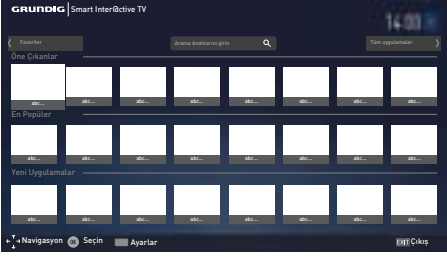 GRUNDIG Smart Inter@ctive TV
14:00
Favoriler Arama Anahtarını girin Tüm uygulamalar
Öne Çıkanlar
abc... abc... abc... abc... abc... abc... abc... abc...
En Popüler
abc... abc... abc... abc... abc... abc... abc... abc...
Yeni Uygulamalar
abc... abc... abc... abc... abc... abc... abc... abc...
Navigasyon OK Seçin Ayarlar EXIT Çıkış